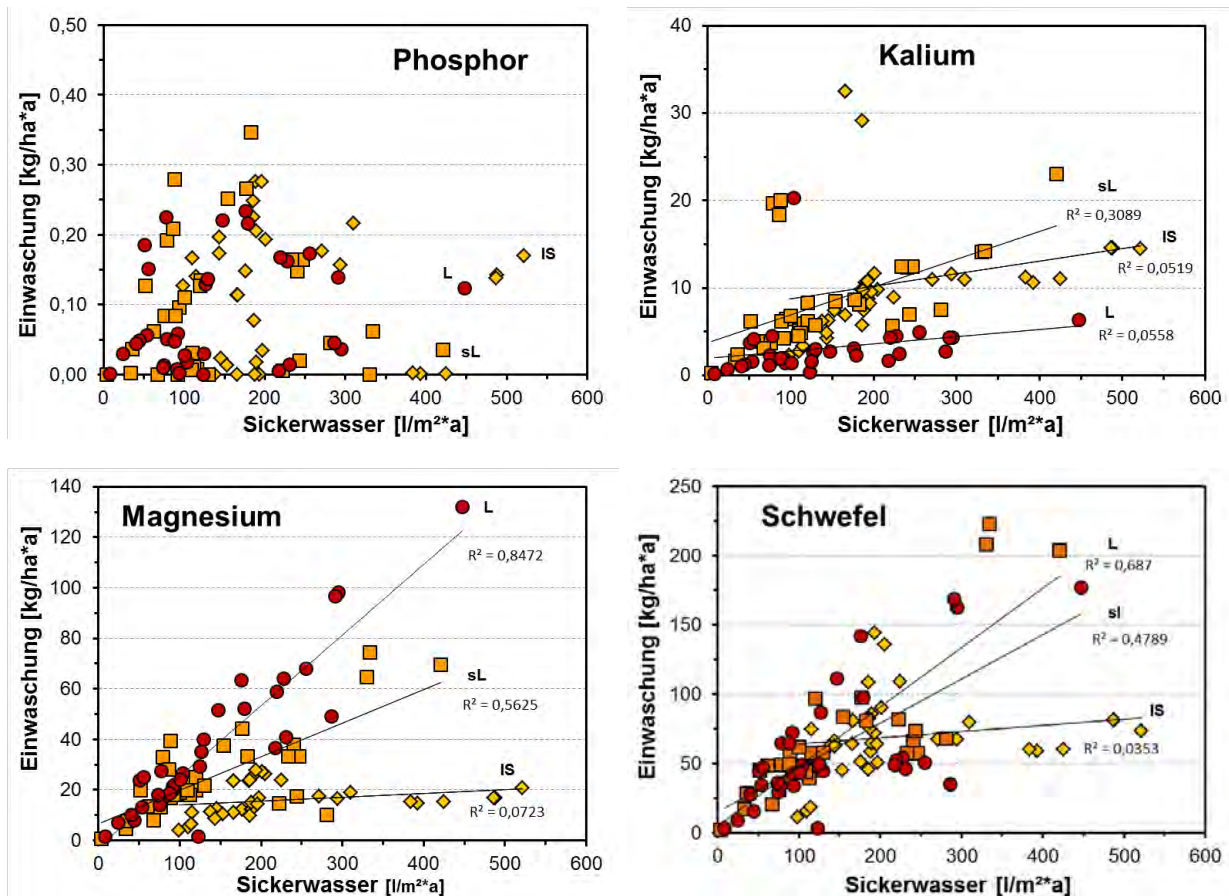 Phosphor
Einwaschung [kg/ha*a]
0,50
0,40
0,30
0,20
0,10
0,00
lS
L
sL
0 100 200 300 400 500 600
Sickerwasser [l/m²*a]
Kalium
Einwaschung [kg/ha*a]
40
30
20
10
0
sL
R² = 0,3089
lS
R² = 0,0519
L
R² = 0,0558
0 100 200 300 400 500 600
Sickerwasser [l/m²*a]
Magnesium
Einwaschung [kg/ha*a]
140
120
100
80
60
40
20
0
L
R² = 0,8472
sL
R² = 0,5625
lS
R² = 0,0723
0 100 200 300 400 500 600
Sickerwasser [l/m²*a]
Schwefel
Einwaschung [kg/ha*a]
250
200
150
100
50
0
L
R² = 0,687
sl
R² = 0,4789
lS
R² = 0,0353
0 100 200 300 400 500 600
Sickerwasser [l/m²*a]